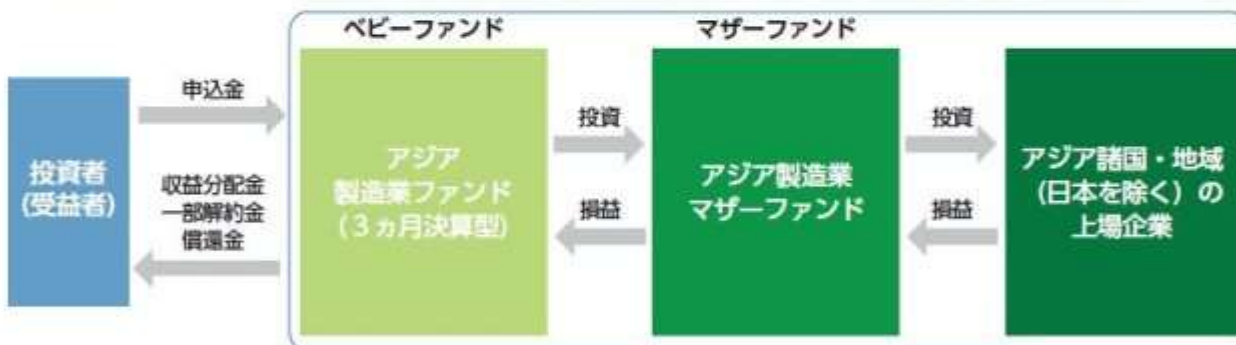 ベビーファンド
マザーファンド
投資者
(受益者)
申込金
収益分配金
一部解約金
償還金
アジア
製造業ファンド
(3ヵ月決算型)
投資
損益
アジア製造業
マザーファンド
投資
損益
アジア諸国・地域
(日本を除く)の
上場企業